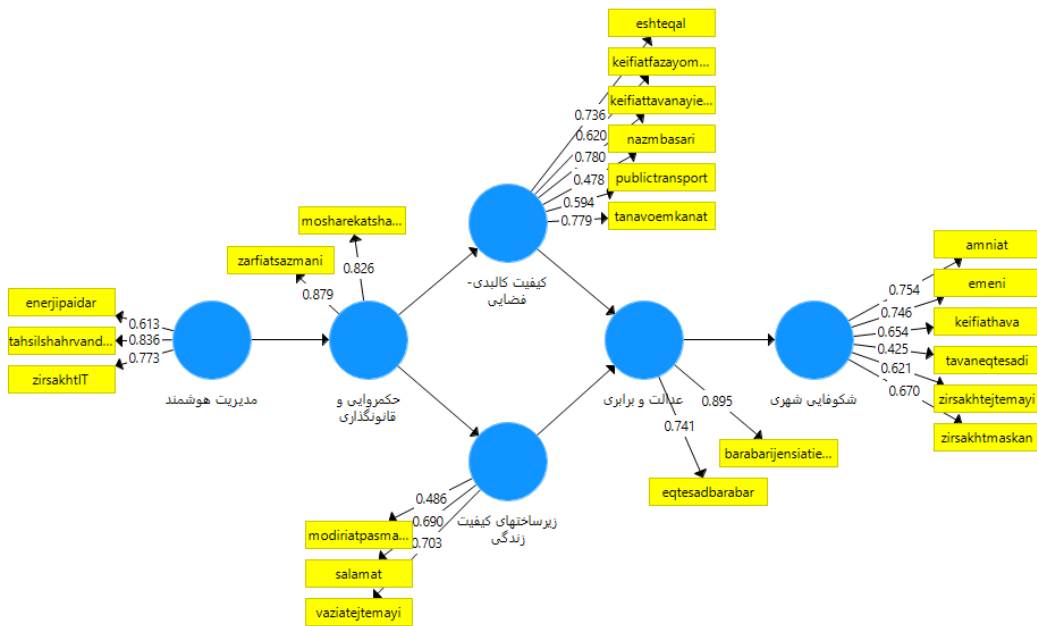 eshteqal
keifiatfazayom...
keifiattavanayie...
nazmbasari
publictransport
tanavoemkanat
0.736
0.620
0.780
0.478
0.594
0.779
کیفیت کالبدی-
فضایی
mosharekatsha...
zarfiatsazmani
0.826
0.879
حکمروایی و
قانونگذاری
enerjipaidar
tahsilshahrvand...
zirsakhtIT
0.613
0.836
0.773
مدیریت هوشمند
0.486
0.690
0.703
modiriatpasma...
salamat
vaziatejtemayi
زیرساختهای کیفیت
زندگی
عدالت و برابری
0.895
0.741
barabarijensiatie...
eqtesadbarabar
شکوفایی شهری
0.754
0.746
0.654
0.425
0.621
0.670
amniat
emeni
keifiathava
tavaneqtesadi
zirsakhtejtemayi
zirsakhtmaskan